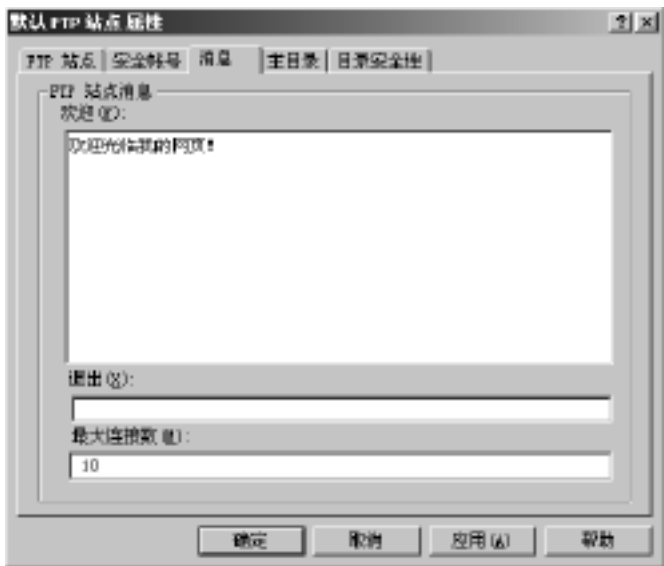 默认 FTP 站点 属性
FTP 站点 安全帐号 消息 主目录 目录安全性
FTP 站点消息
欢迎(W):
欢迎光临我的网页!
退出(X):
最大连接数(M):
10
确定 取消 应用(A) 帮助